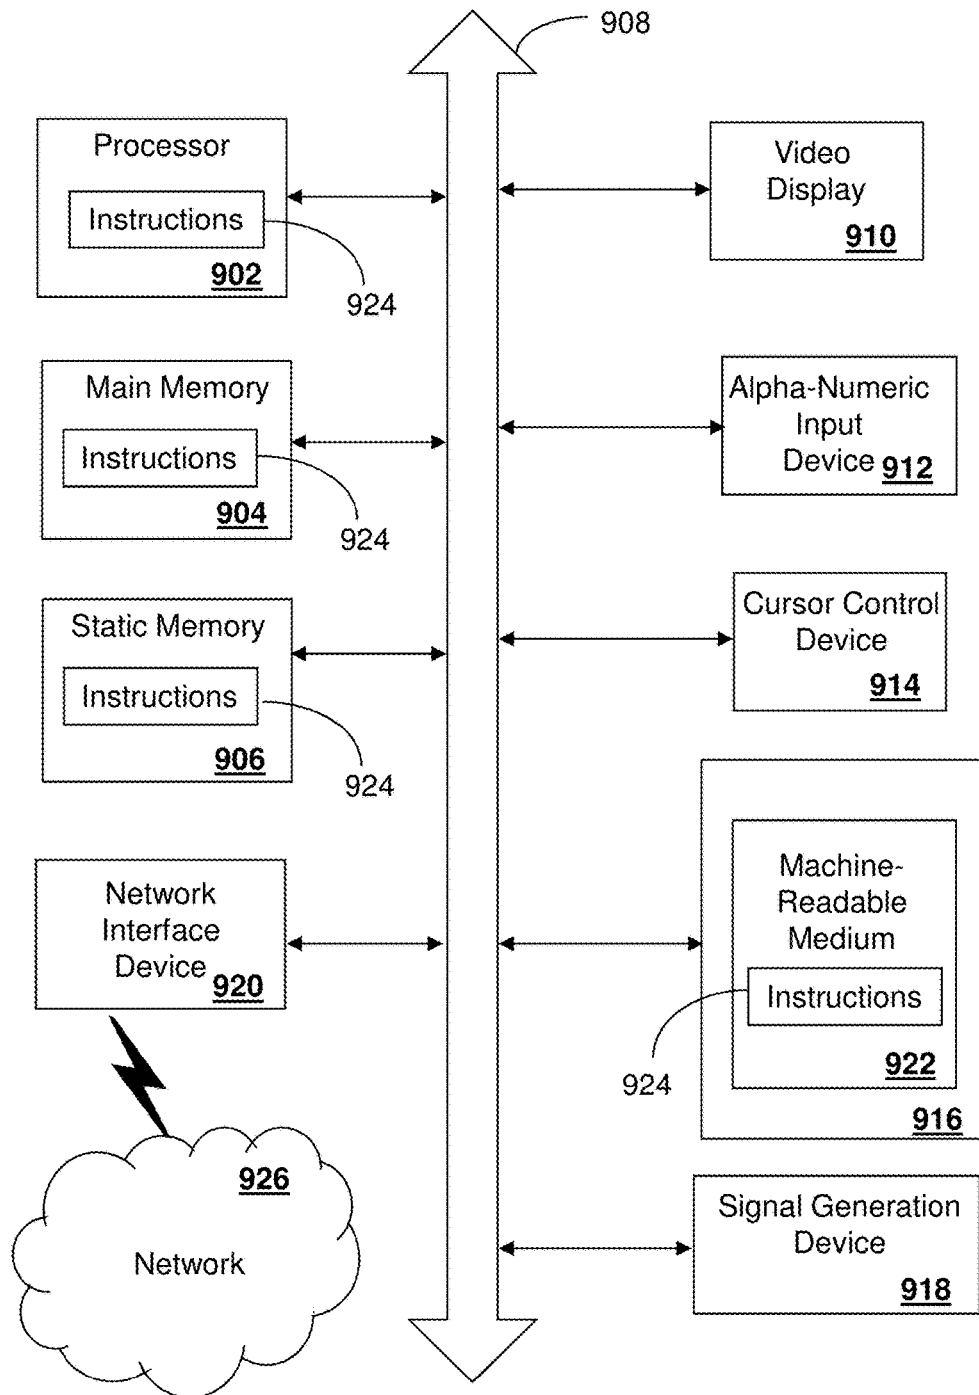 908
Processor
Instructions
902
924
Main Memory
Instructions
904
924
Static Memory
Instructions
906
924
Network
Interface
Device
920
926
Network
Video
Display
910
Alpha-Numeric
Input
Device
912
Cursor Control
Device
914
Machine-
Readable
Medium
Instructions
924
922
916
Signal Generation
Device
918